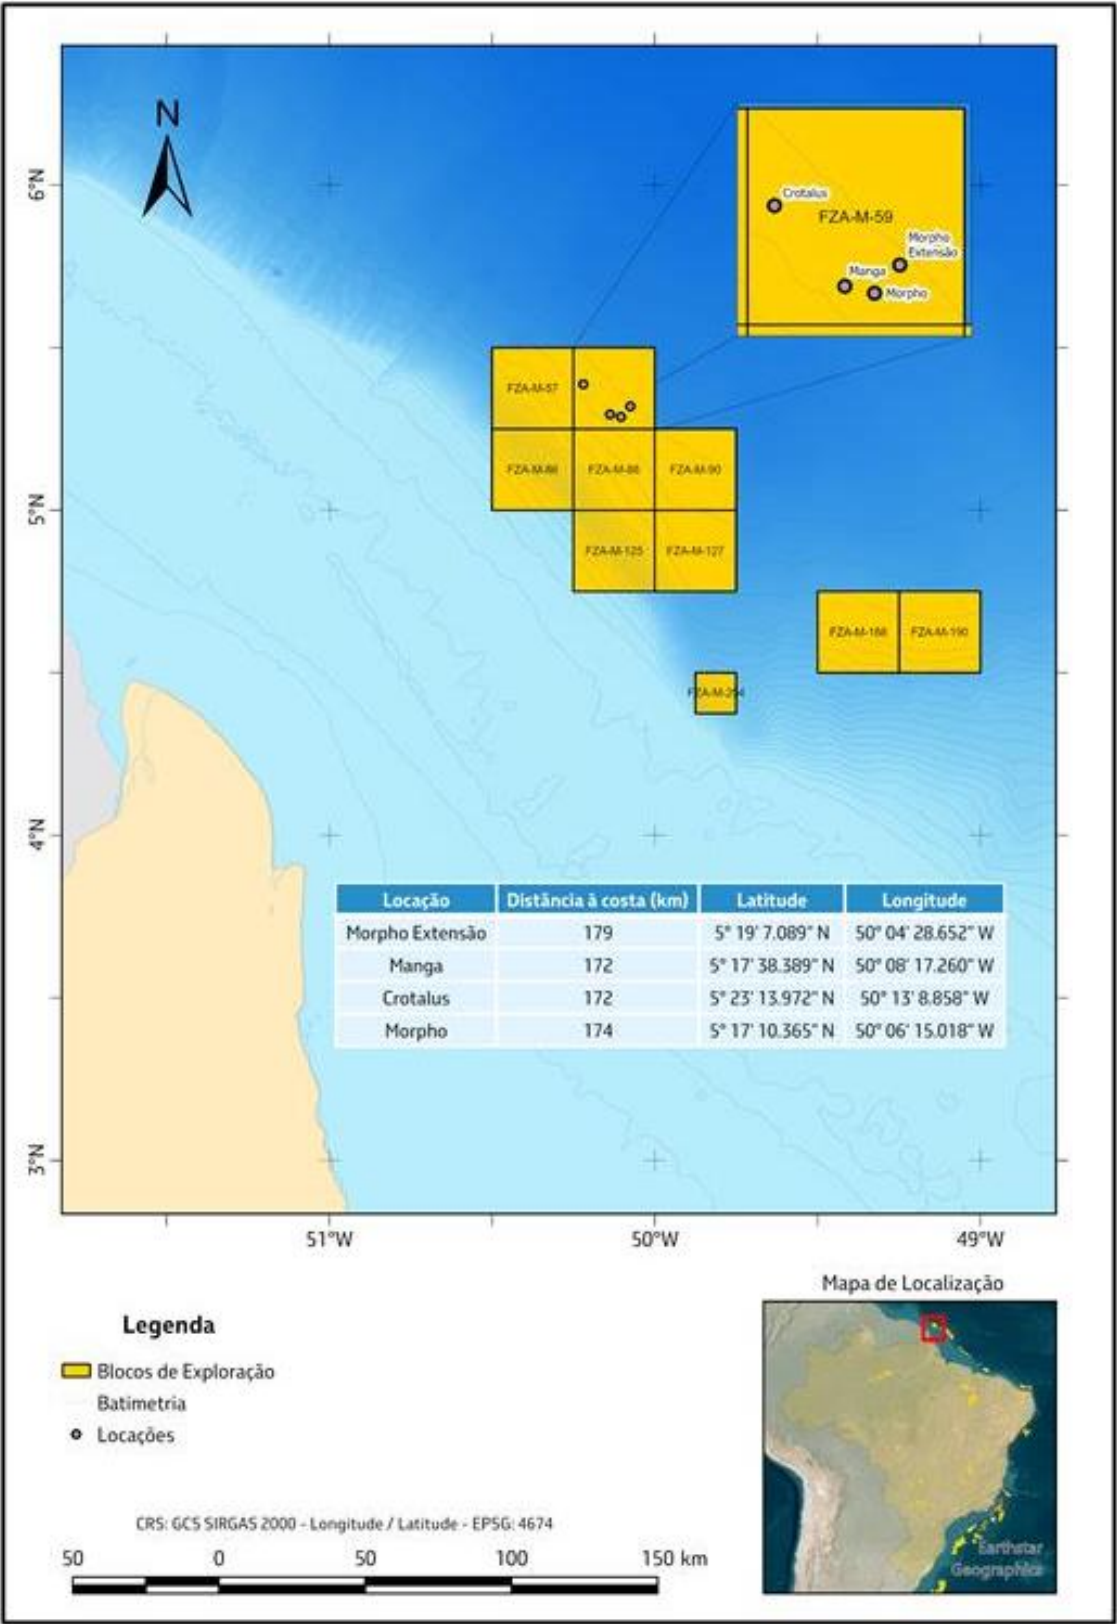 N
6°N
5°N
4°N
3°N
51°W
50°W
49°W
Crotalus
FZA-M-59
Morpho
Extensão
Manga
Morpho
FZA-M-57
FZA-M-86
FZA-M-88
FZA-M-90
FZA-M-125
FZA-M-127
FZA-M-188
FZA-M-190
FZA-M-254
Locação Distância à costa (km) Latitude Longitude
Morpho Extensão 179 5° 19' 7.089" N 50° 04' 28.652" W
Manga 172 5° 17' 38.389" N 50° 08' 17.260" W
Crotalus 172 5° 23' 13.972" N 50° 13' 8.858" W
Morpho 174 5° 17' 10.365" N 50° 06' 15.018" W
Mapa de Localização
Legenda
Blocos de Exploração
Batimetria
Locações
CRS: GCS SIRGAS 2000 - Longitude / Latitude - EPSG: 4674
50 0 50 100 150 km
Earthstar
Geographics